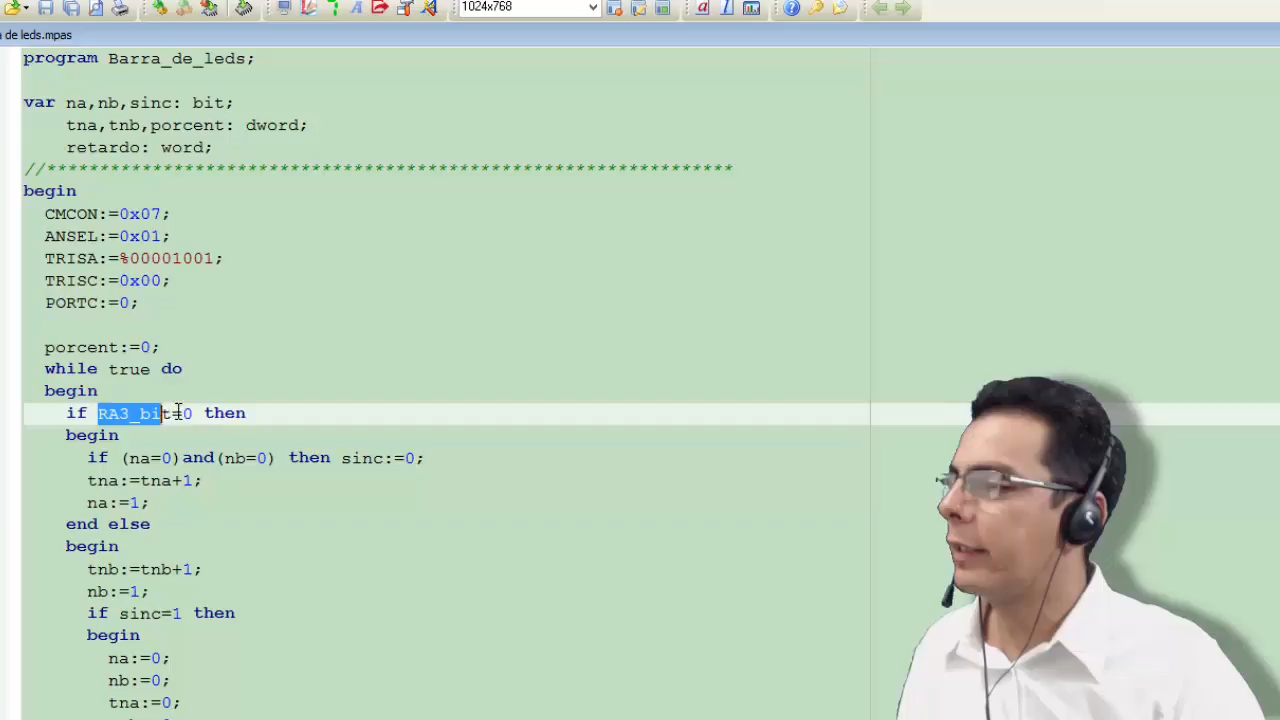 1024x768
a de leds.mpas
program Barra_de_leds;
var na,nb,sinc: bit;
tna,tnb,porcent: dword;
retardo: word;
//*****************************************************************
begin
CMCON:=0x07;
ANSEL:=0x01;
TRISA:=%00001001;
TRISC:=0x00;
PORTC:=0;
porcent:=0;
while true do
begin
if RA3_bit=0 then
begin
if (na=0)and(nb=0) then sinc:=0;
tna:=tna+1;
na:=1;
end else
begin
tnb:=tnb+1;
nb:=1;
if sinc=1 then
begin
na:=0;
nb:=0;
tna:=0;